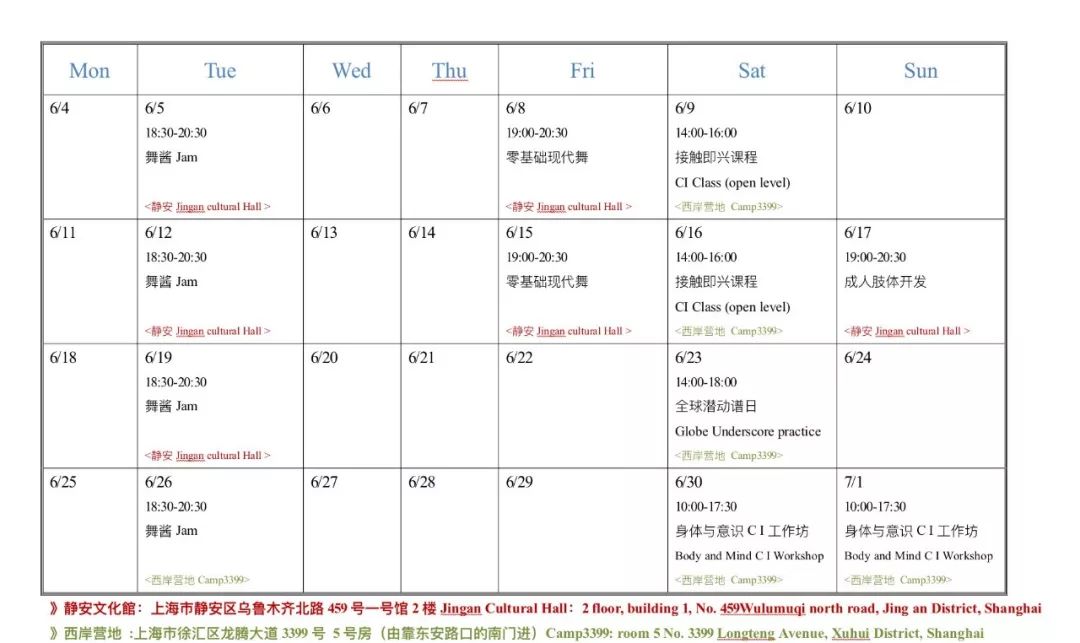 Mon Tue Wed Thu Fri Sat Sun
6/4
6/5
18:30-20:30
舞酱 Jam
<静安 Jingan cultural Hall >
6/6
6/7
6/8
19:00-20:30
零基础现代舞
<静安 Jingan cultural Hall >
6/9
14:00-16:00
接触即兴课程
CI Class (open level)
<西岸营地 Camp3399>
6/10
6/11
6/12
18:30-20:30
舞酱 Jam
<静安 Jingan cultural Hall >
6/13
6/14
6/15
19:00-20:30
零基础现代舞
<静安 Jingan cultural Hall >
6/16
14:00-16:00
接触即兴课程
CI Class (open level)
<西岸营地 Camp3399>
6/17
19:00-20:30
成人肢体开发
<静安 Jingan cultural Hall >
6/18
6/19
18:30-20:30
舞酱 Jam
<静安 Jingan cultural Hall >
6/20
6/21
6/22
6/23
14:00-18:00
全球潜动谱日
Globe Underscore practice
<西岸营地 Camp3399>
6/24
6/25
6/26
18:30-20:30
舞酱 Jam
<西岸营地 Camp3399>
6/27
6/28
6/29
6/30
10:00-17:30
身体与意识 C I 工作坊
Body and Mind C I Workshop
<西岸营地 Camp3399>
7/1
10:00-17:30
身体与意识 C I 工作坊
Body and Mind C I Workshop
<西岸营地 Camp3399>
》静安文化館：上海市静安区乌鲁木齐北路 459 号一号馆 2 楼 Jingan Cultural Hall：2 floor, building 1, No. 459Wulumuqi north road, Jing an District, Shanghai
》西岸营地 :上海市徐汇区龙腾大道 3399 号 5 号房（由靠东安路口的南门进）Camp3399: room 5 No. 3399 Longteng Avenue, Xuhui District, Shanghai